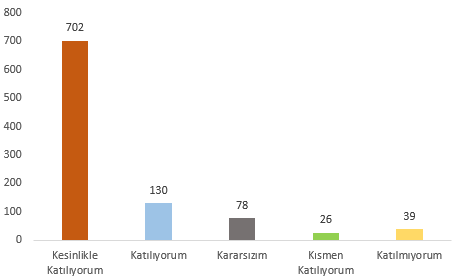 800
700
600
500
400
300
200
100
0
702
130
78
26
39
Kesinlikle
Katılıyorum
Katılıyorum
Kararsızım
Kısmen
Katılıyorum
Katılmıyorum